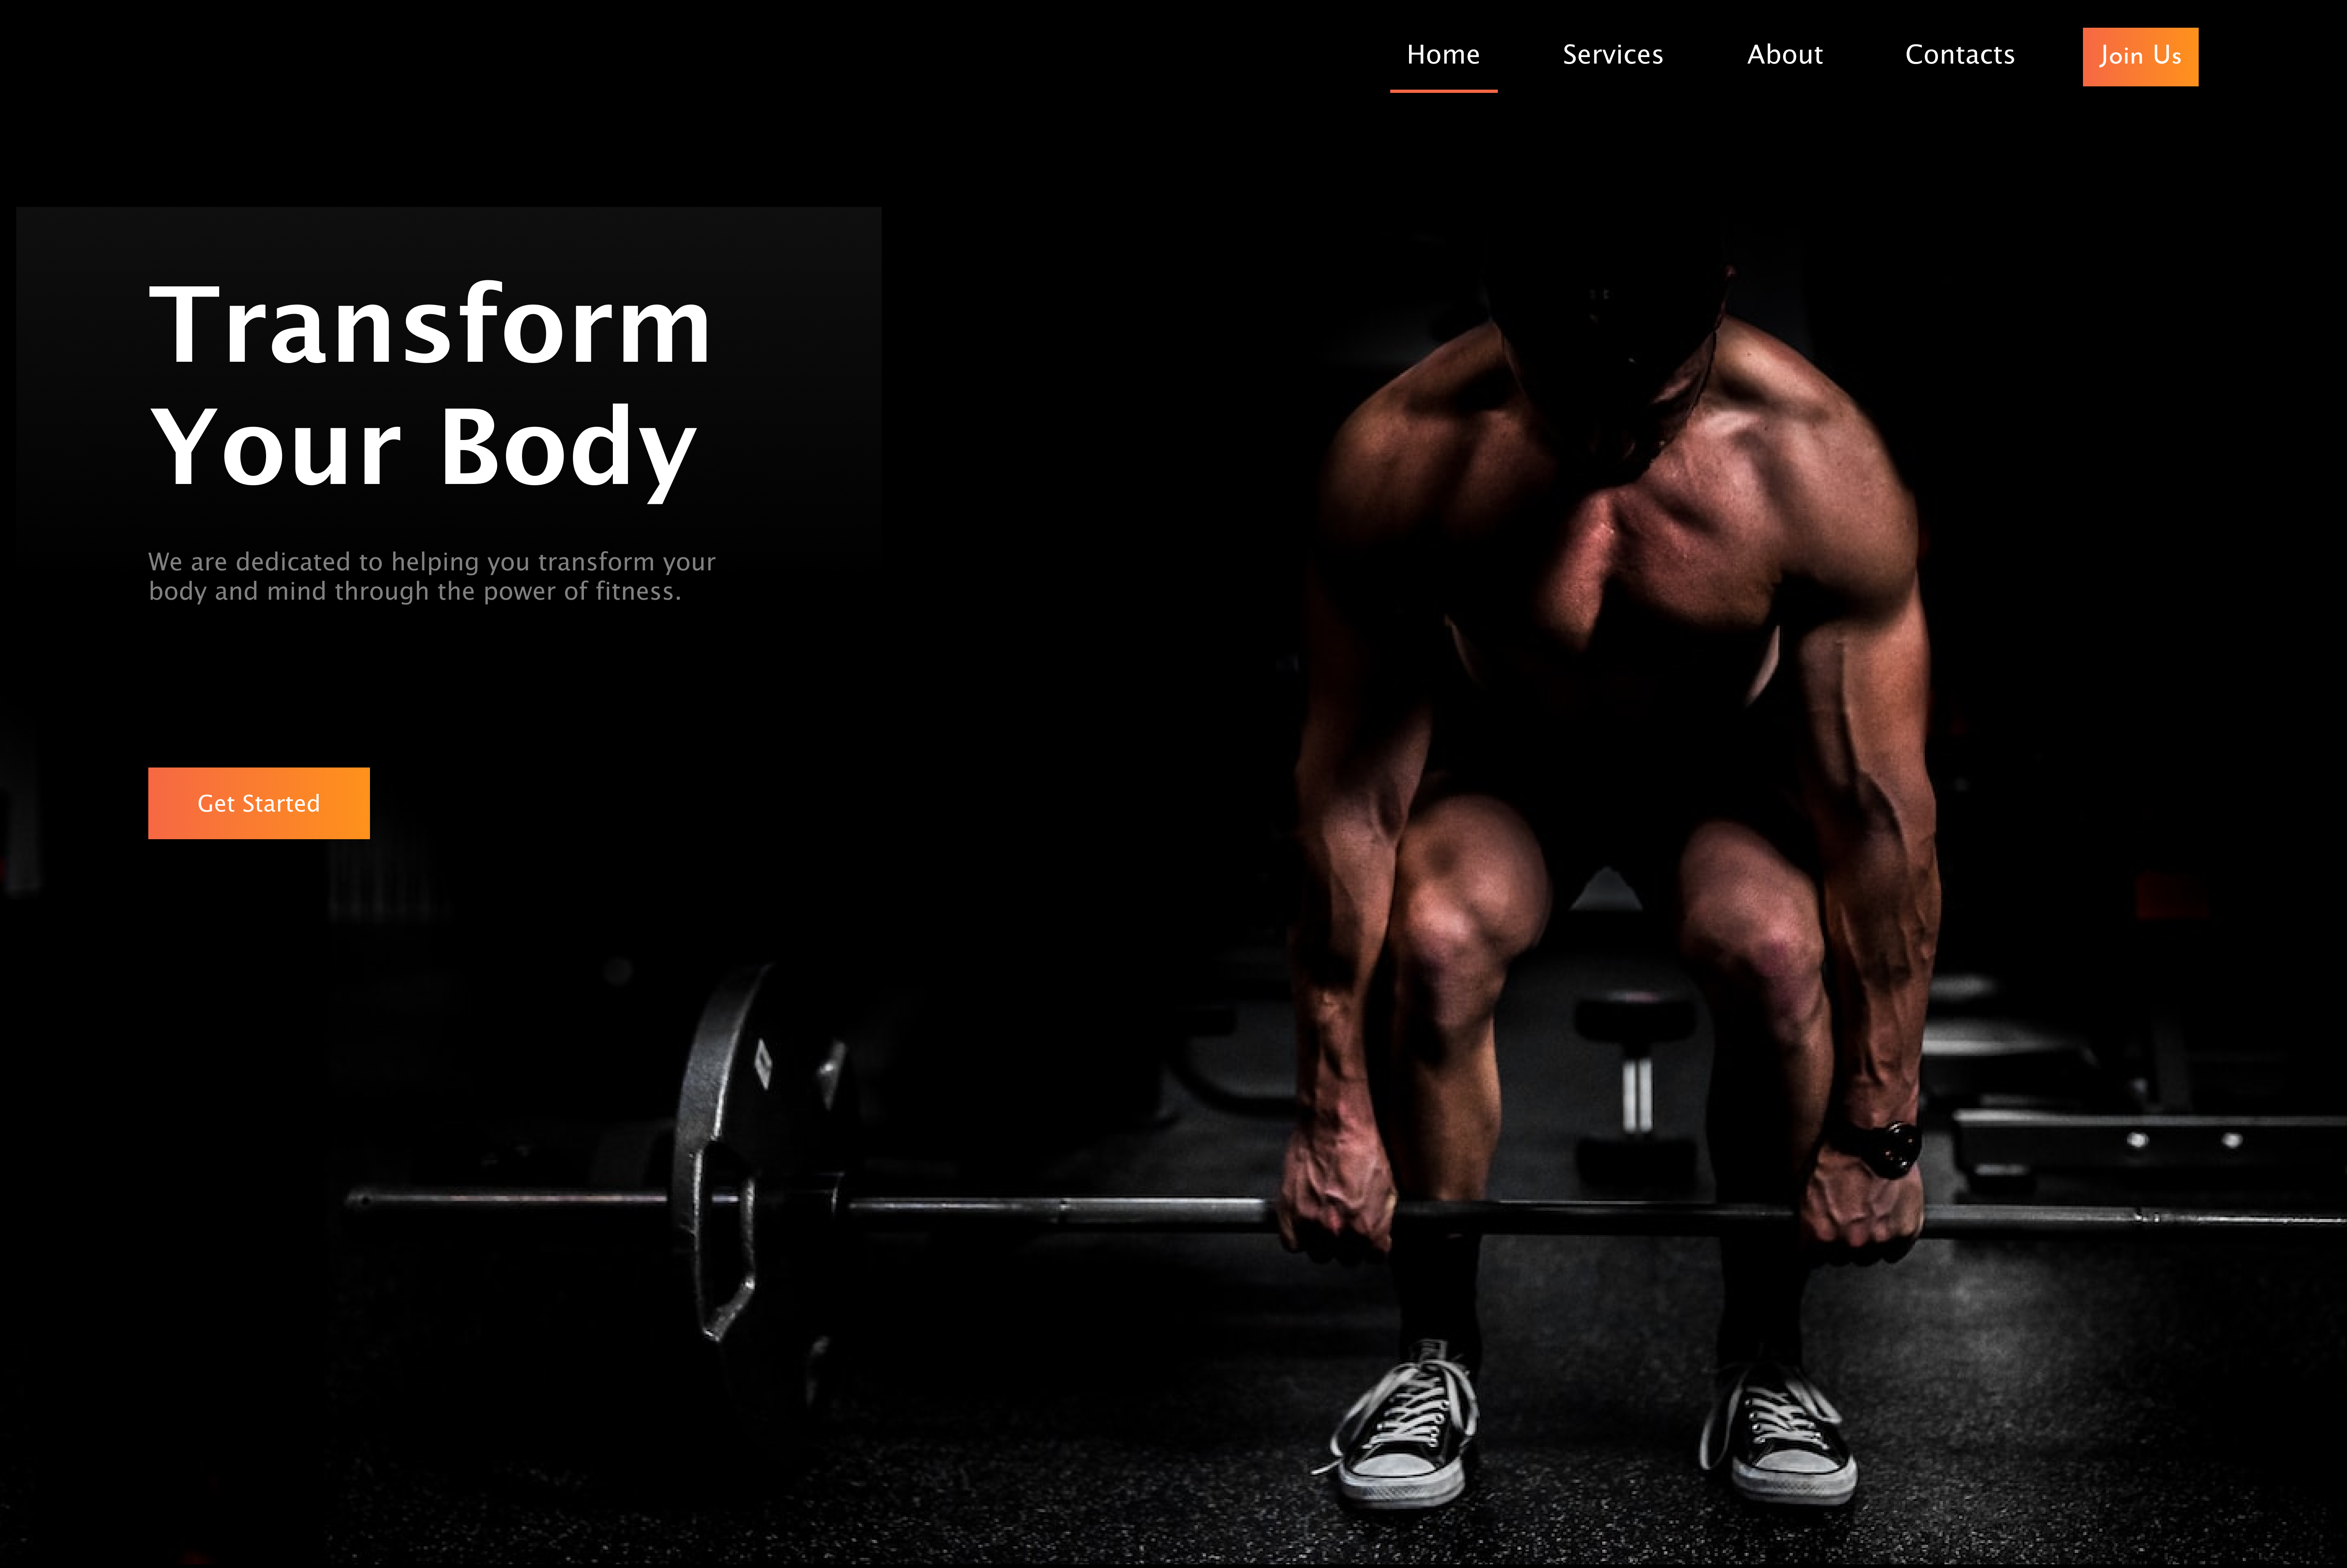 Home Services About Contacts Join Us
Transform
Your Body
We are dedicated to helping you transform your
body and mind through the power of fitness.
Get Started